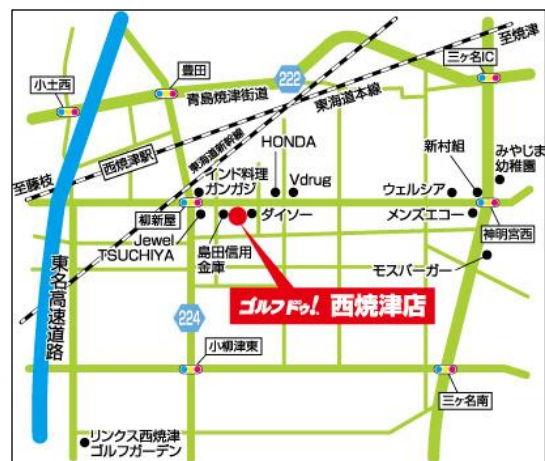 至焼津
三ヶ名IC
豊田
222
小土西
青島焼津街道
東海道本線
東海道新幹線
西焼津駅
至藤枝
HONDA
Vdrug
インド料理
ガンガジ
新村組
みやじま
幼稚園
ウェルシア
柳新屋
ダイソー
メンズエコー
神明宮西
Jewel
TSUCHIYA
島田信用
金庫
モスバーガー
東名高速道路
ゴルフドゥ! 西焼津店
224
小柳津東
三ヶ名南
リンクス西焼津
ゴルフガーデン